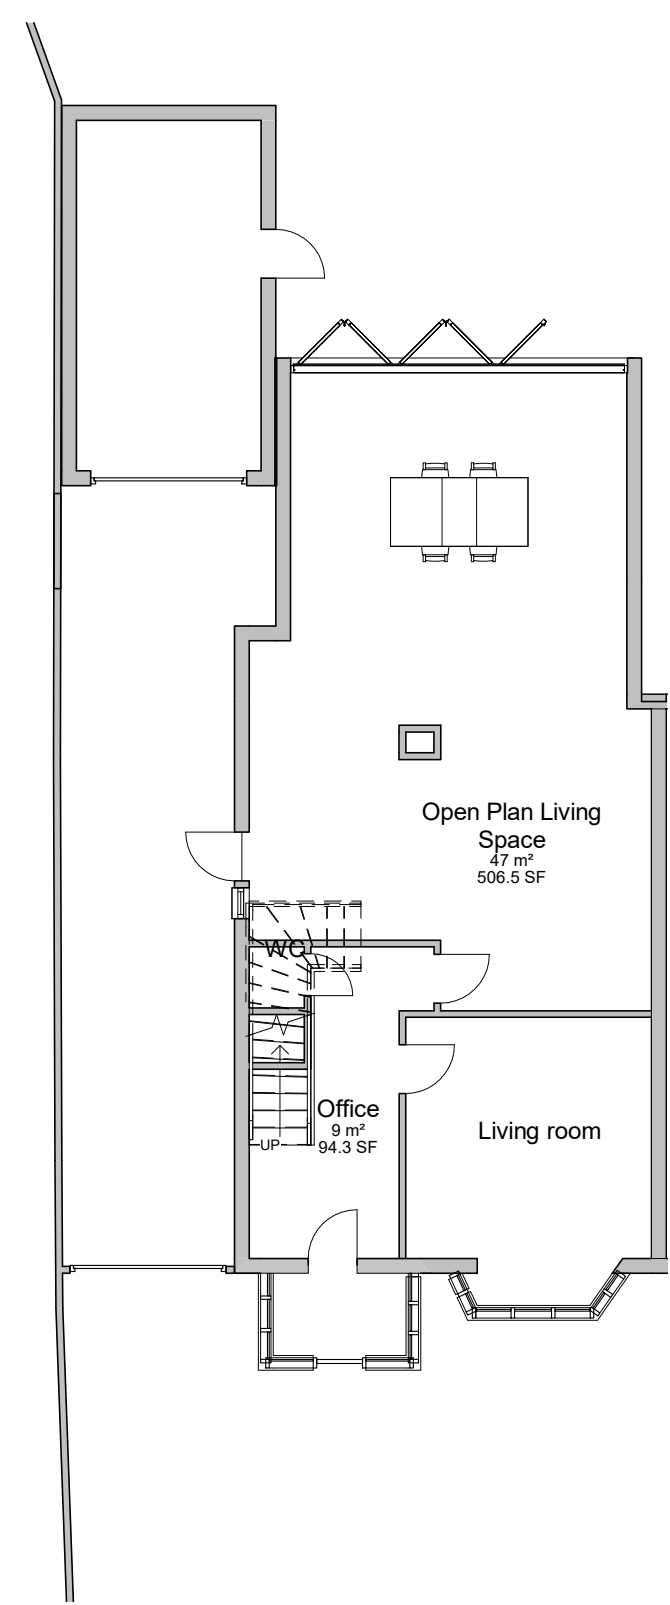 Open Plan Living
Space
47 m²
506.5 SF
WC
Office
9 m²
94.3 SF
UP
Living room